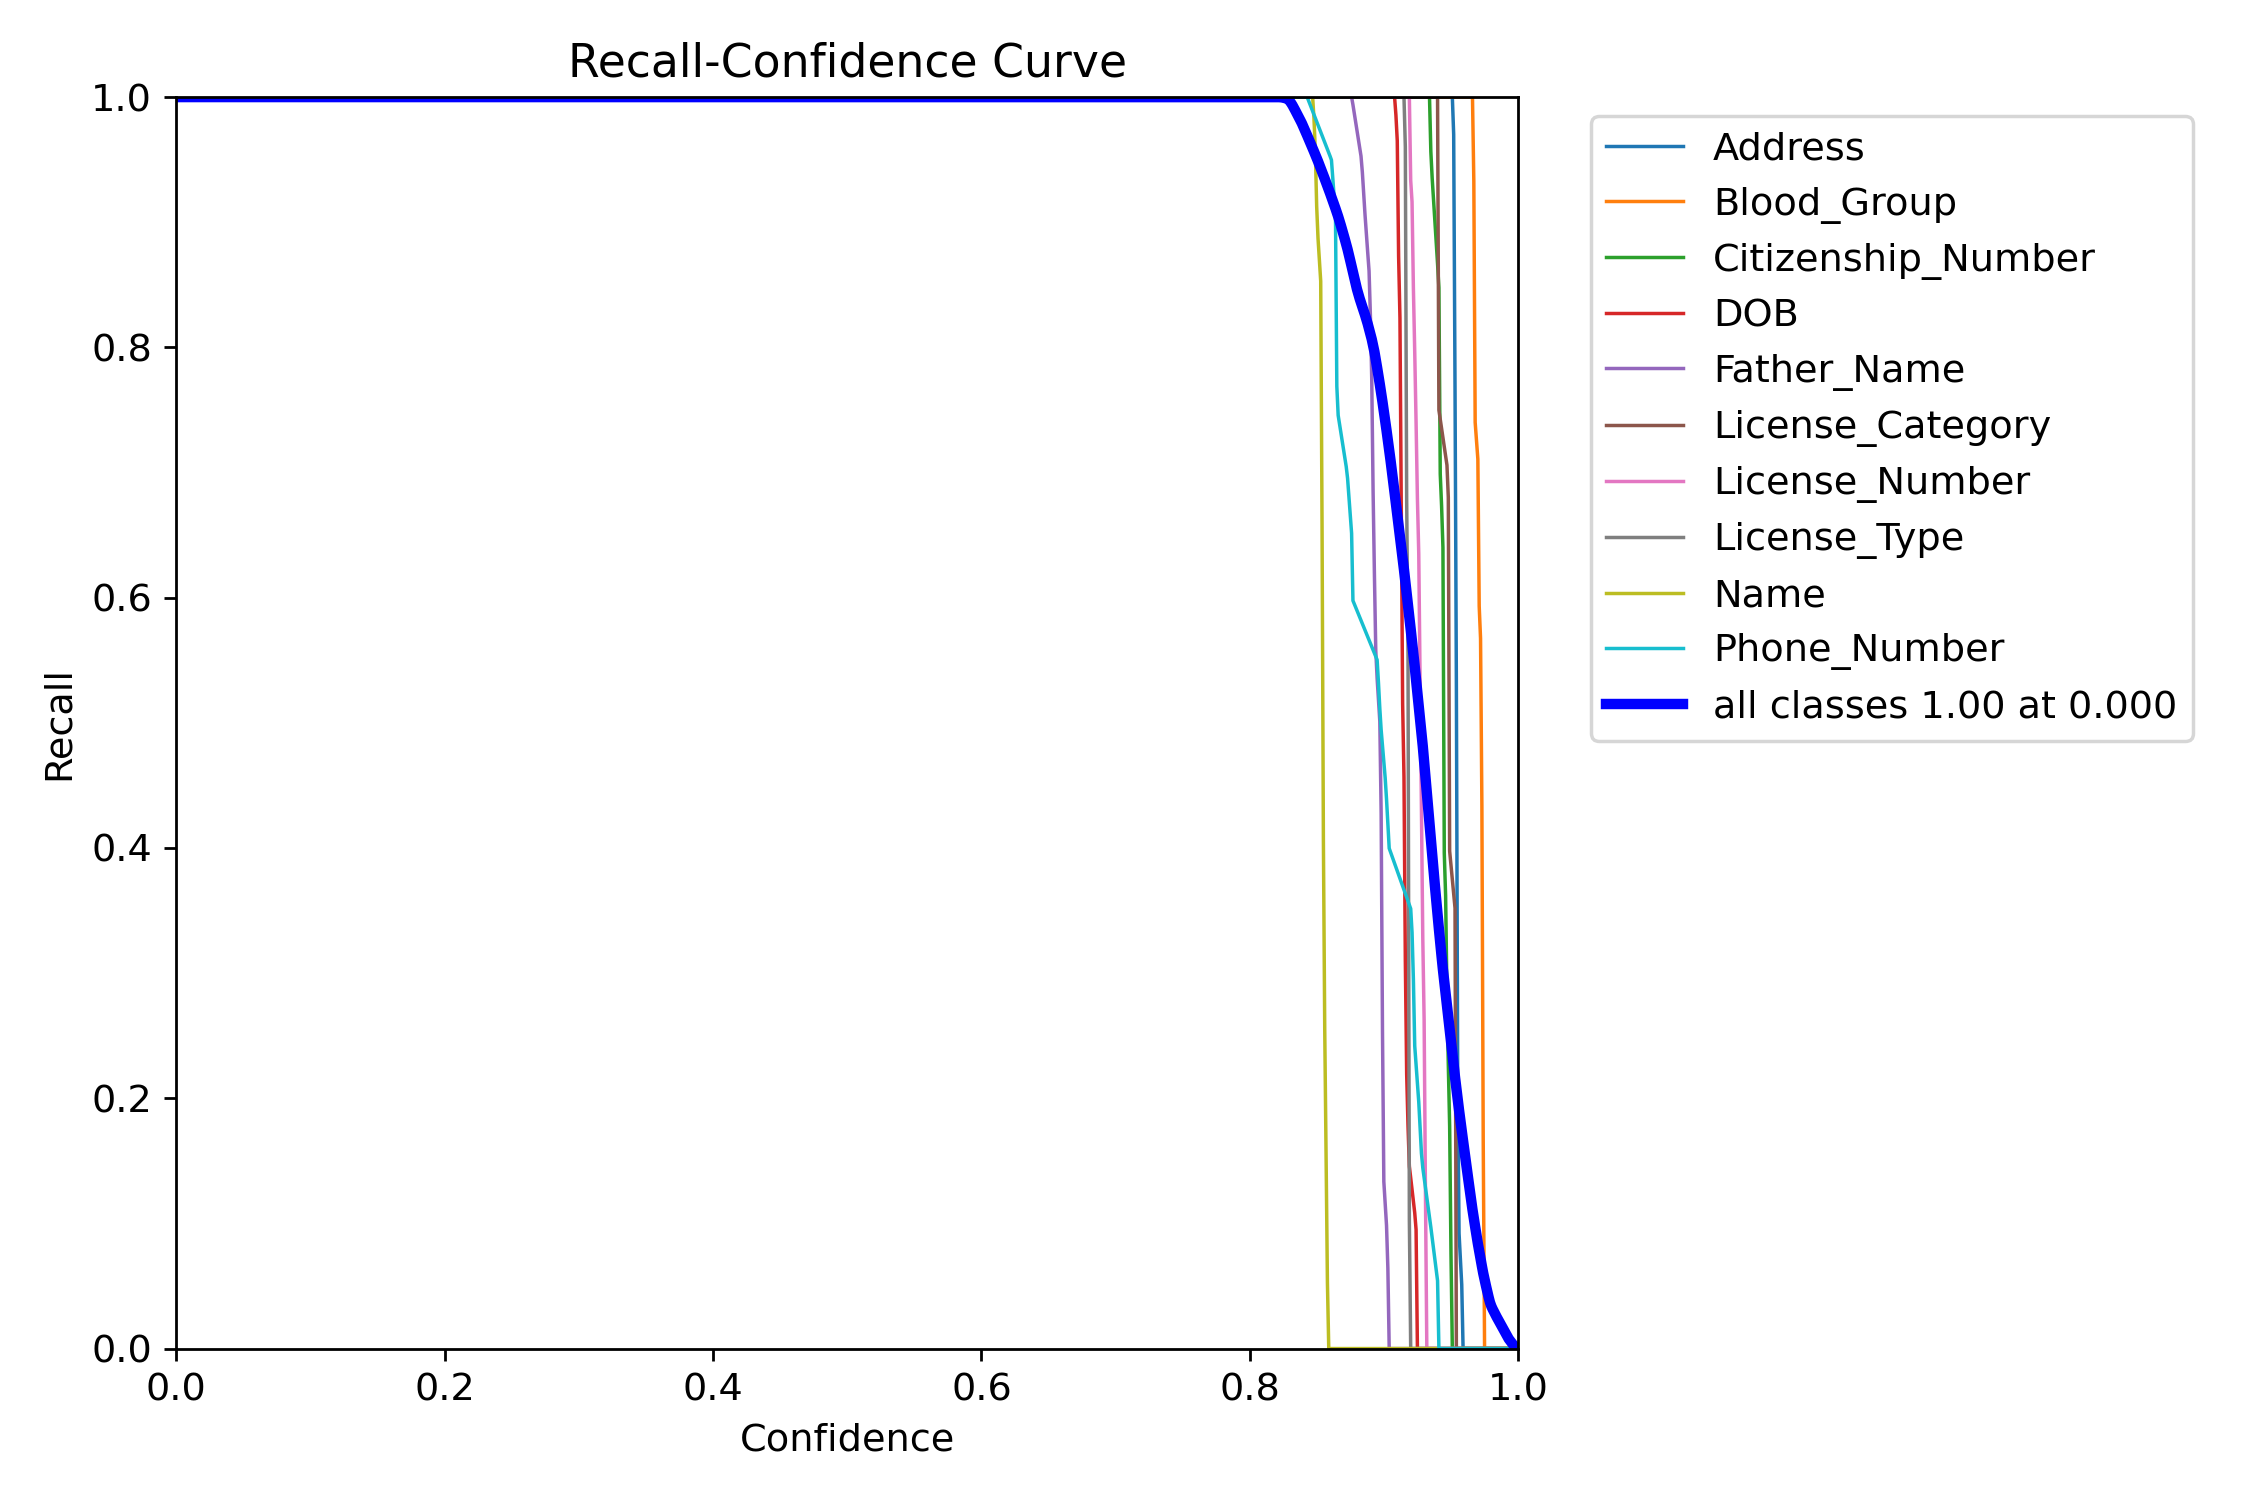 Recall-Confidence Curve
1.0
0.8
0.6
0.4
0.2
0.0
Recall
0.0 0.2 0.4 0.6 0.8 1.0
Confidence
Address
Blood_Group
Citizenship_Number
DOB
Father_Name
License_Category
License_Number
License_Type
Name
Phone_Number
all classes 1.00 at 0.000